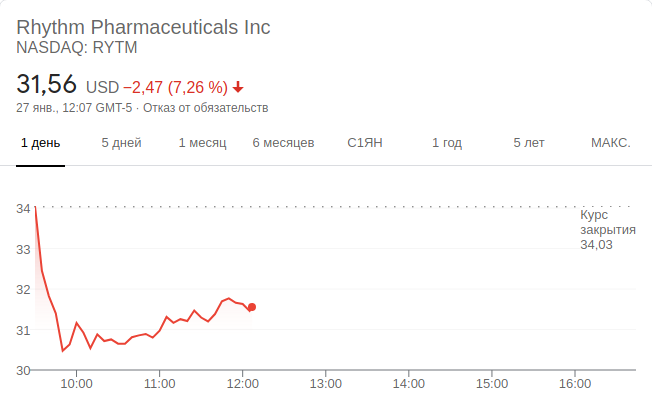 Rhythm Pharmaceuticals Inc
NASDAQ: RYTM
31,56 USD −2,47 (7,26 %)
27 янв., 12:07 GMT-5 · Отказ от обязательств
1 день 5 дней 1 месяц 6 месяцев С1ЯН 1 год 5 лет МАКС.
34
Курс
закрытия
34,03
33
32
31
30
10:00 11:00 12:00 13:00 14:00 15:00 16:00